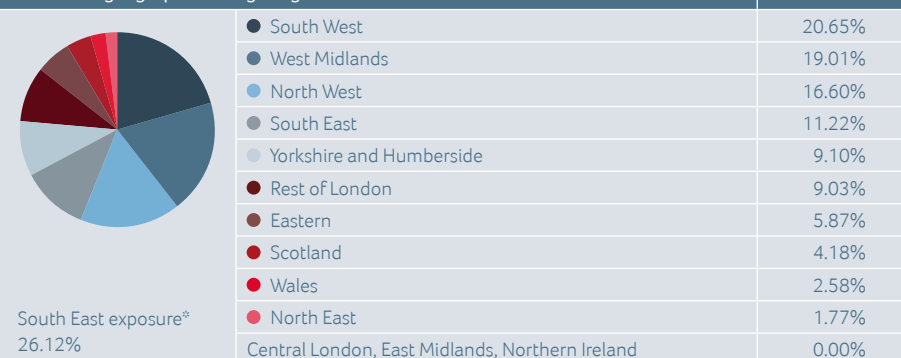 South West 20.65%
West Midlands 19.01%
North West 16.60%
South East 11.22%
Yorkshire and Humberside 9.10%
Rest of London 9.03%
Eastern 5.87%
Scotland 4.18%
Wales 2.58%
North East 1.77%
Central London, East Midlands, Northern Ireland 0.00%
South East exposure*
26.12%